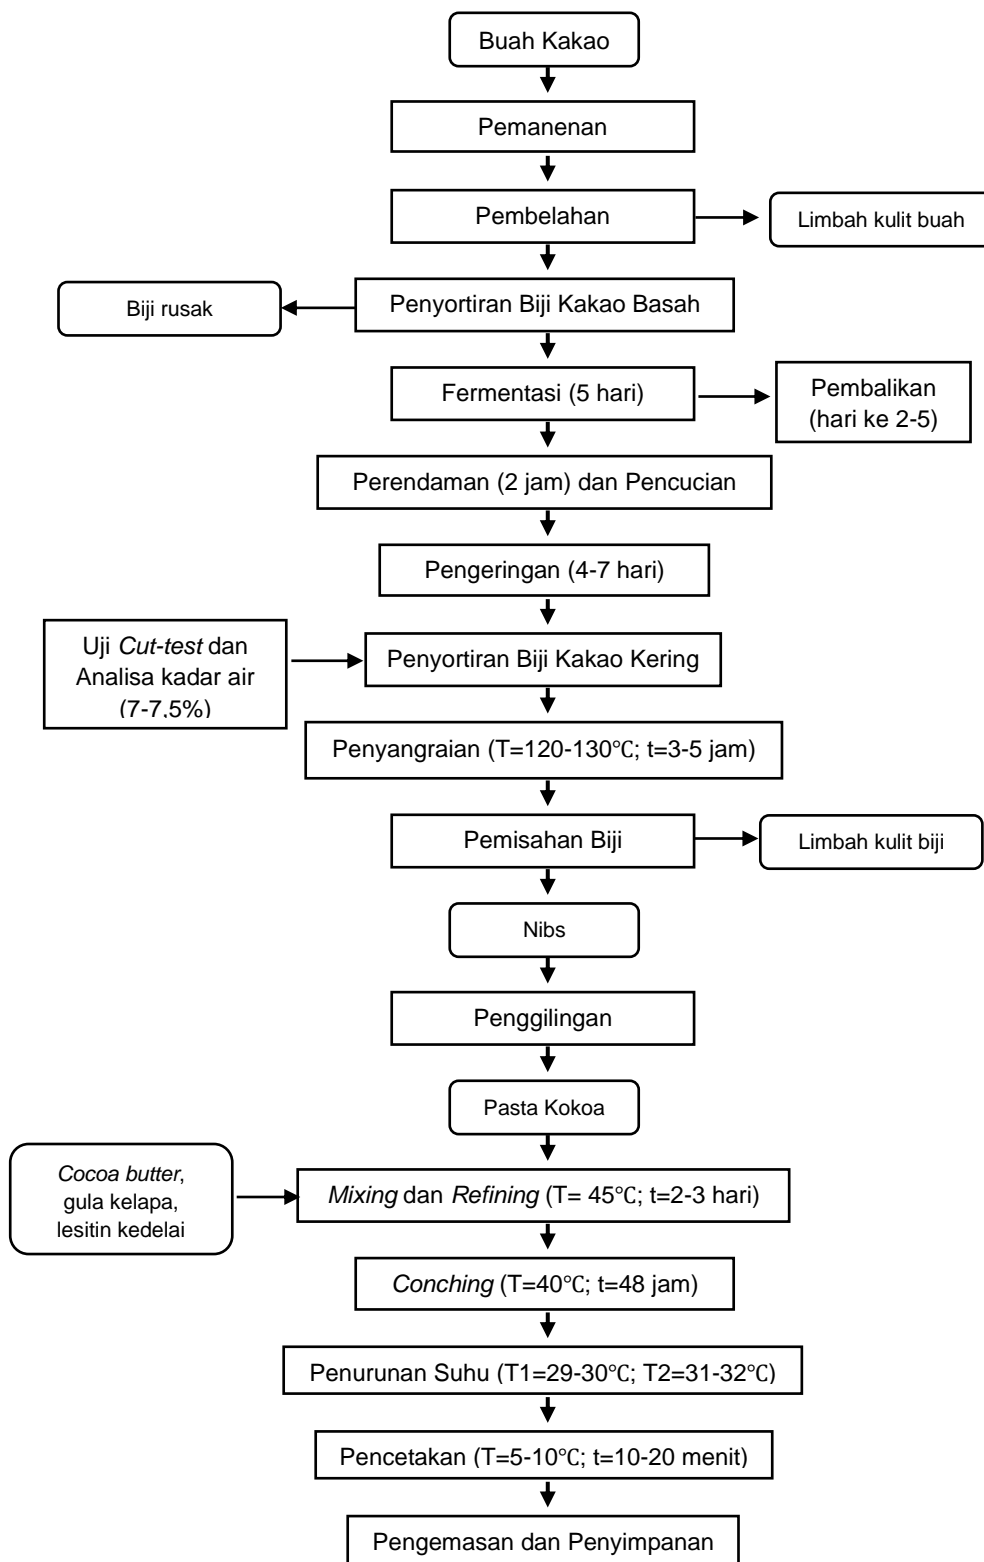 Buah Kakao
Pemanenan
Pembelahan
Limbah kulit buah
Biji rusak
Penyortiran Biji Kakao Basah
Fermentasi (5 hari)
Pembalikan
(hari ke 2-5)
Perendaman (2 jam) dan Pencucian
Pengeringan (4-7 hari)
Uji Cut-test dan
Analisa kadar air
(7-7,5%)
Penyortiran Biji Kakao Kering
Penyangraian (T=120-130℃; t=3-5 jam)
Pemisahan Biji
Limbah kulit biji
Nibs
Penggilingan
Pasta Kokoa
Cocoa butter,
gula kelapa,
lesitin kedelai
Mixing dan Refining (T= 45℃; t=2-3 hari)
Conching (T=40℃; t=48 jam)
Penurunan Suhu (T1=29-30℃; T2=31-32℃)
Pencetakan (T=5-10℃; t=10-20 menit)
Pengemasan dan Penyimpanan